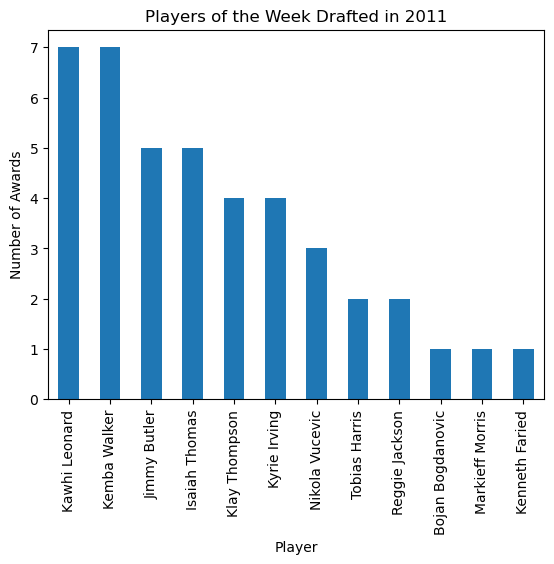 Players of the Week Drafted in 2011
Number of Awards
7
6
5
4
3
2
1
0
Kawhi Leonard
Kemba Walker
Jimmy Butler
Isaiah Thomas
Klay Thompson
Kyrie Irving
Nikola Vucevic
Tobias Harris
Reggie Jackson
Bojan Bogdanovic
Markieff Morris
Kenneth Faried
Player